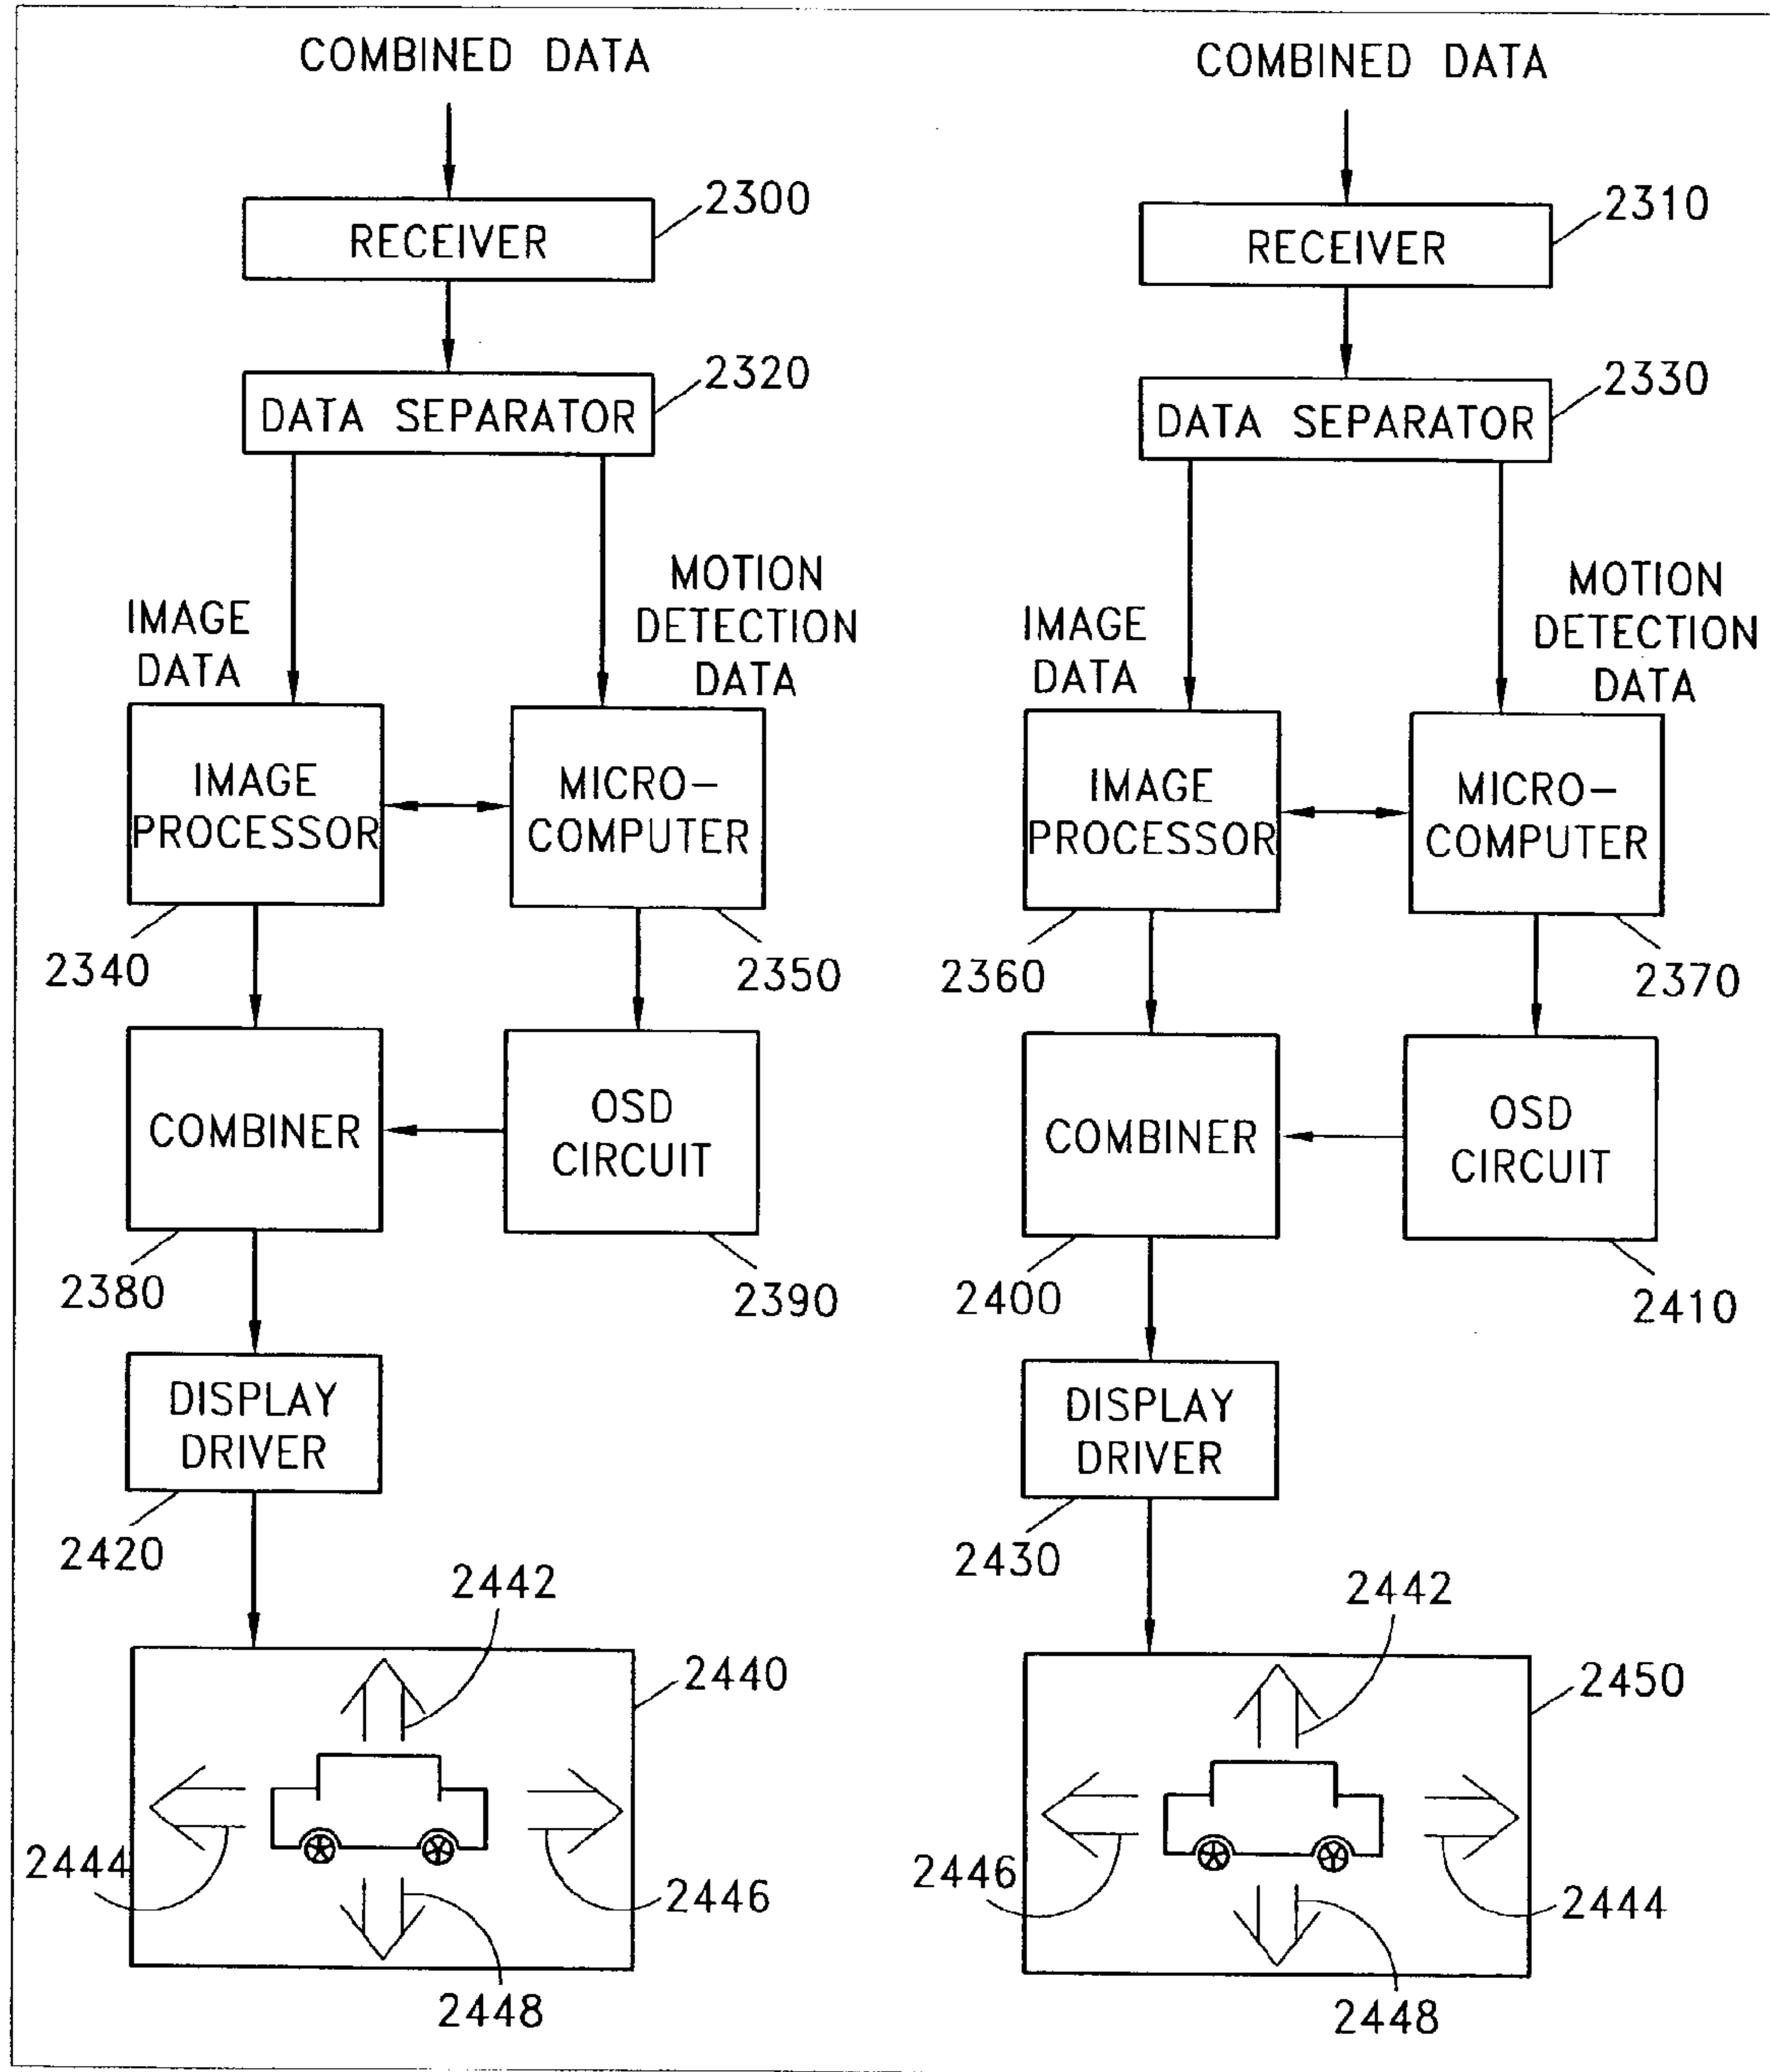 COMBINED DATA
2300
RECEIVER
2320
DATA SEPARATOR
IMAGE
DATA
MOTION
DETECTION
DATA
IMAGE
PROCESSOR
MICRO-
COMPUTER
2340
2350
COMBINER
OSD
CIRCUIT
2380
2390
DISPLAY
DRIVER
2420
2442
2440
2444
2446
2448
COMBINED DATA
2310
RECEIVER
2330
DATA SEPARATOR
IMAGE
DATA
MOTION
DETECTION
DATA
IMAGE
PROCESSOR
MICRO-
COMPUTER
2360
2370
COMBINER
OSD
CIRCUIT
2400
2410
DISPLAY
DRIVER
2430
2442
2450
2446
2444
2448